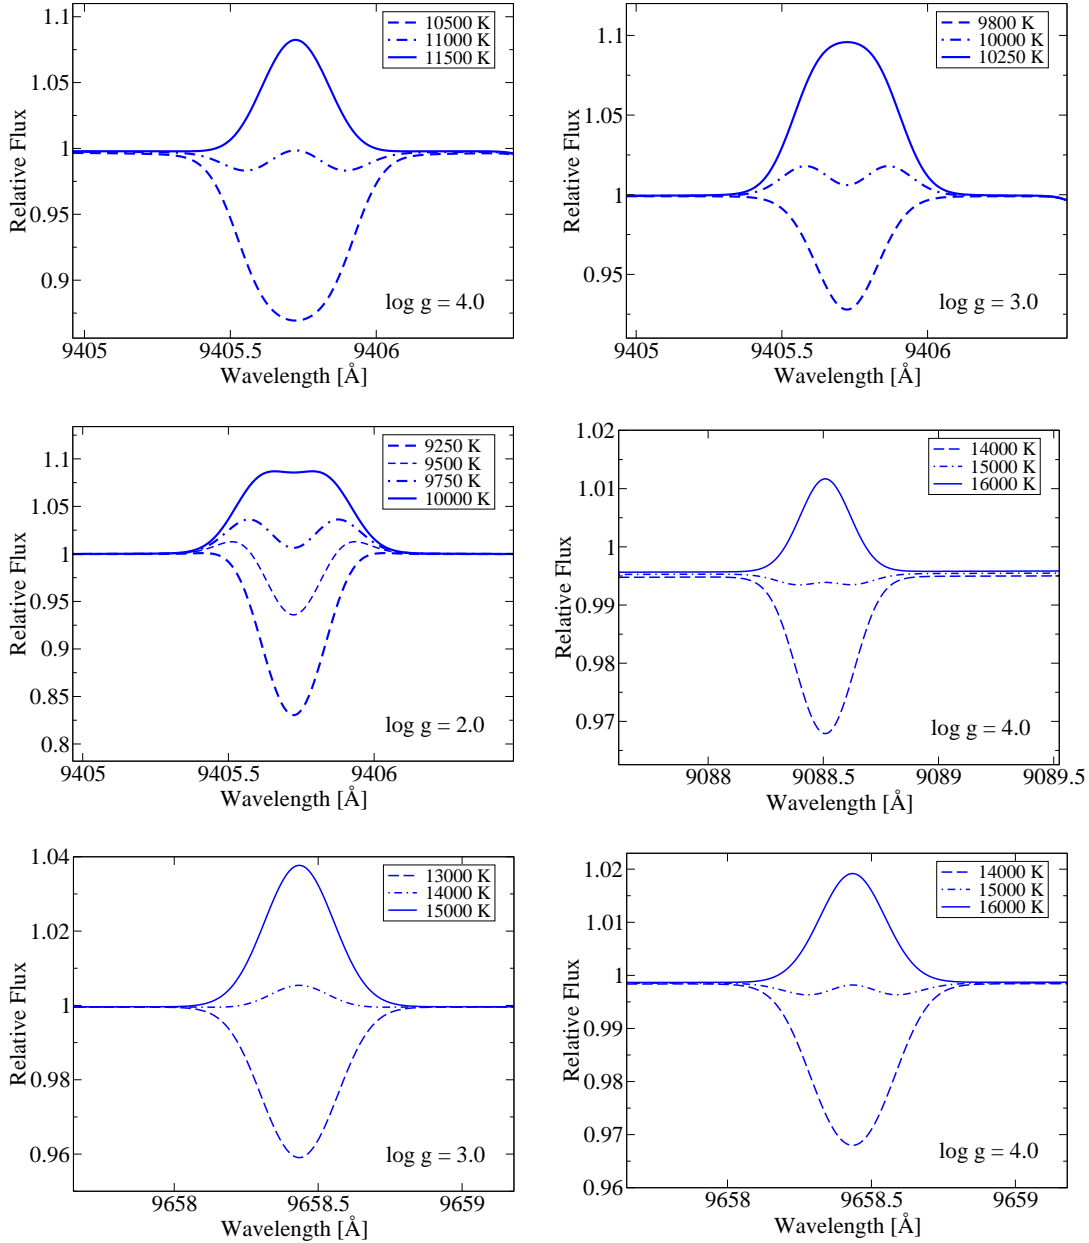 1.1
1.05
1
0.95
0.9
Relative Flux
10500 K
11000 K
11500 K
log g = 4.0
9405
9405.5
9406
Wavelength [Å]
1.1
1.05
1
0.95
Relative Flux
9800 K
10000 K
10250 K
log g = 3.0
9405
9405.5
9406
Wavelength [Å]
1.1
1.05
1
0.95
0.9
0.85
0.8
Relative Flux
9250 K
9500 K
9750 K
10000 K
log g = 2.0
9405
9405.5
9406
Wavelength [Å]
1.02
1.01
1
0.99
0.98
0.97
Relative Flux
14000 K
15000 K
16000 K
log g = 4.0
9088
9088.5
9089
9089.5
Wavelength [Å]
1.04
1.02
1
0.98
0.96
Relative Flux
13000 K
14000 K
15000 K
log g = 3.0
9658
9658.5
9659
Wavelength [Å]
1.02
1.01
1
0.99
0.98
0.97
0.96
Relative Flux
14000 K
15000 K
16000 K
log g = 4.0
9658
9658.5
9659
Wavelength [Å]